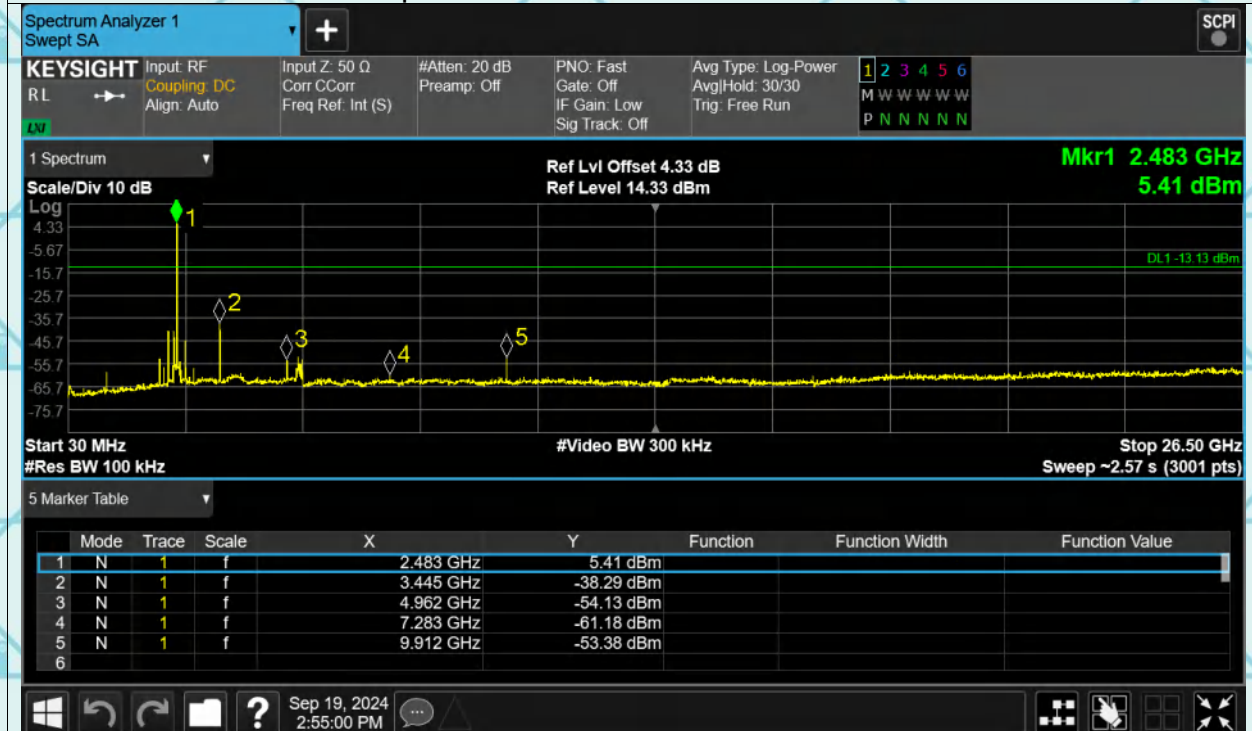 Spectrum Analyzer 1
Swept SA
+
SCPI
KEYSIGHT
RL
LXI
Input: RF
Coupling: DC
Align: Auto
Input Z: 50 Ω
Corr CCorr
Freq Ref: Int (S)
#Atten: 20 dB
Preamp: Off
PNO: Fast
Gate: Off
IF Gain: Low
Sig Track: Off
Avg Type: Log-Power
Avg|Hold: 30/30
Trig: Free Run
1 2 3 4 5 6
M W W W W W
P N N N N N
1 Spectrum
Scale/Div 10 dB
Ref Lvl Offset 4.33 dB
Ref Level 14.33 dBm
Mkr1 2.483 GHz
5.41 dBm
Log
4.33
-5.67
-15.7
-25.7
-35.7
-45.7
-55.7
-65.7
-75.7
1
2
3
4
5
DL1 -13.13 dBm
Start 30 MHz
#Video BW 300 kHz
Stop 26.50 GHz
#Res BW 100 kHz
Sweep ~2.57 s (3001 pts)
5 Marker Table
Mode Trace Scale X Y Function Function Width Function Value
1 N 1 f 2.483 GHz 5.41 dBm
2 N 1 f 3.445 GHz -38.29 dBm
3 N 1 f 4.962 GHz -54.13 dBm
4 N 1 f 7.283 GHz -61.18 dBm
5 N 1 f 9.912 GHz -53.38 dBm
6
?
Sep 19, 2024
2:55:00 PM